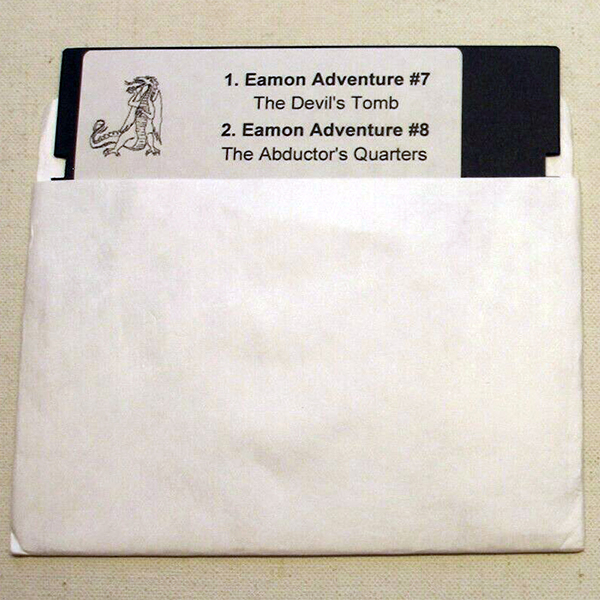 1. Eamon Adventure #7
The Devil's Tomb
2. Eamon Adventure #8
The Abductor's Quarters